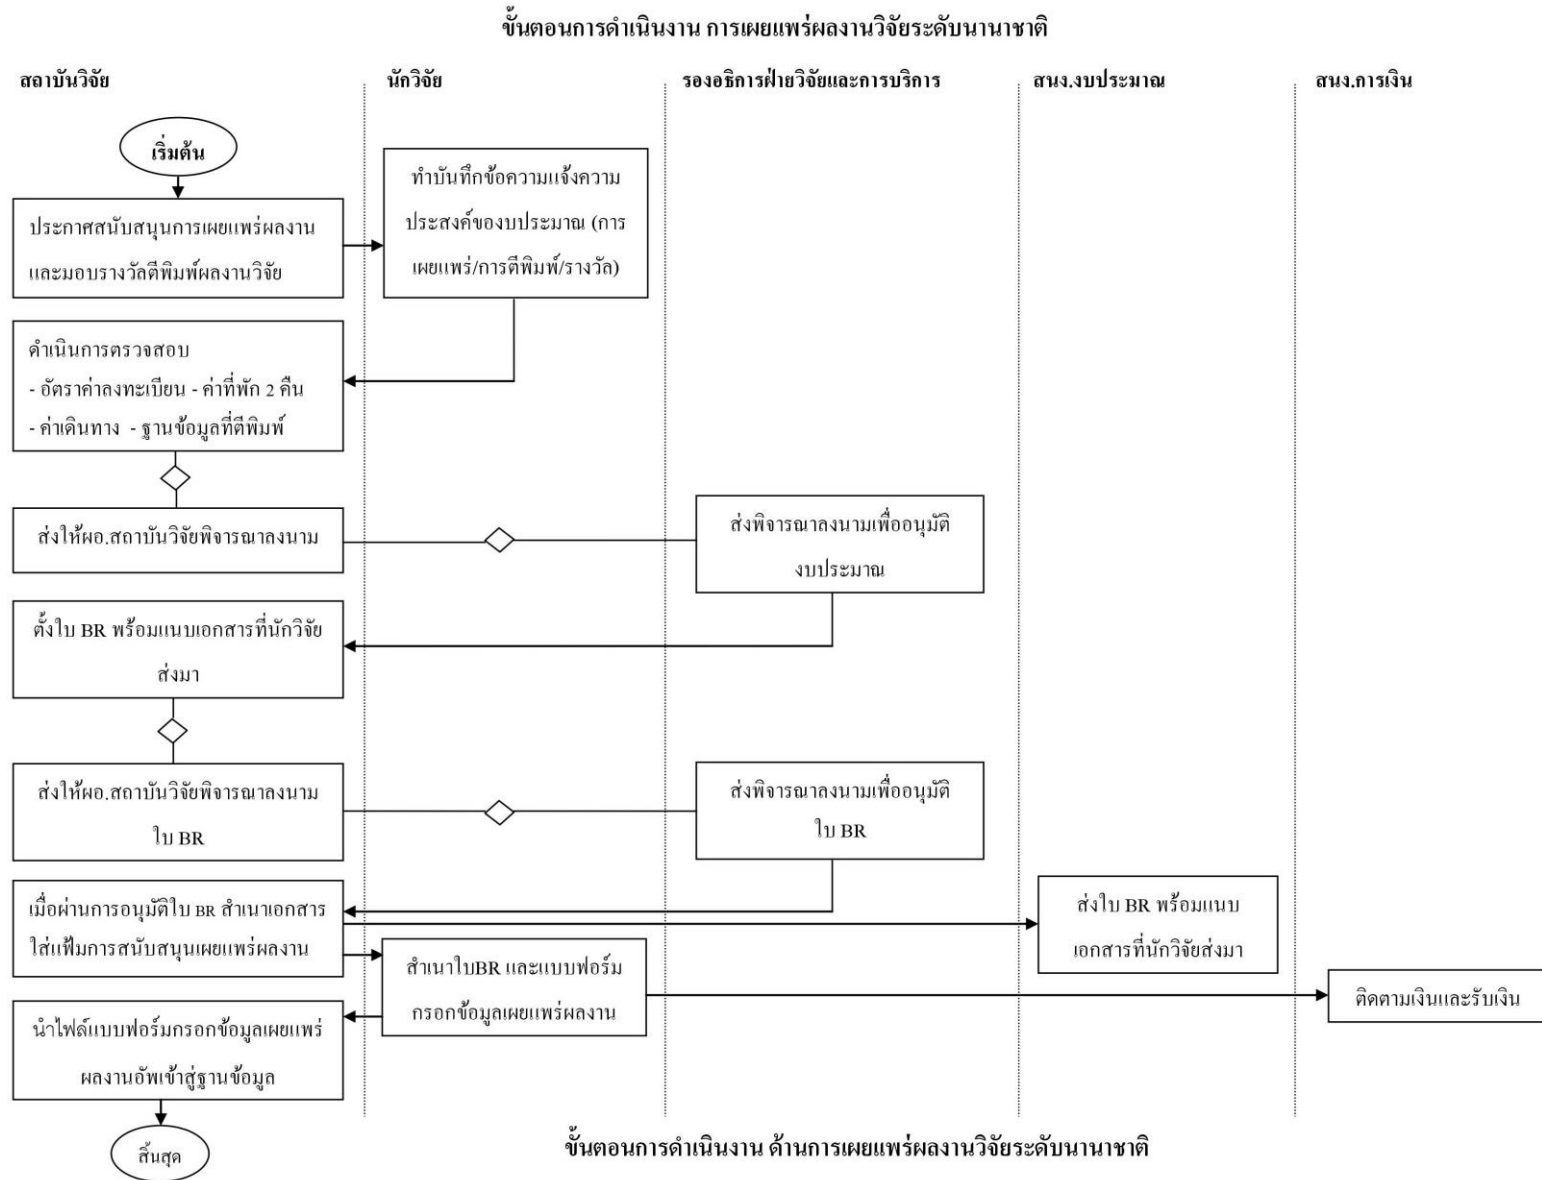 ขั้นตอนการดำเนินงาน การเผยแพร่ผลงานวิจัยระดับนานาชาติ
สถาบันวิจัย
นักวิจัย
รองอธิการฝ่ายวิจัยและการบริการ
สนง.งบประมาณ
สนง.การเงิน
เริ่มต้น
ประกาศสนับสนุนการเผยแพร่ผลงาน
และมอบรางวัลตีพิมพ์ผลงานวิจัย
ทำบันทึกข้อความแจ้งความ
ประสงค์ของบประมาณ (การ
เผยแพร่/การตีพิมพ์/รางวัล)
ดำเนินการตรวจสอบ
- อัตราค่าลงทะเบียน - ค่าที่พัก 2 คืน
- ค่าเดินทาง - ฐานข้อมูลที่ตีพิมพ์
ส่งให้ผอ.สถาบันวิจัยพิจารณาลงนาม
ส่งพิจารณาลงนามเพื่ออนุมัติ
งบประมาณ
ตั้งใบ BR พร้อมแนบเอกสารที่นักวิจัย
ส่งมา
ส่งให้ผอ.สถาบันวิจัยพิจารณาลงนาม
ใบ BR
ส่งพิจารณาลงนามเพื่ออนุมัติ
ใบ BR
เมื่อผ่านการอนุมัติใบ BR สำเนาเอกสาร
ใส่แฟ้มการสนับสนุนเผยแพร่ผลงาน
ส่งใบ BR พร้อมแนบ
เอกสารที่นักวิจัยส่งมา
สำเนาใบBR และแบบฟอร์ม
กรอกข้อมูลเผยแพร่ผลงาน
ติดตามเงินและรับเงิน
นำไฟล์แบบฟอร์มกรอกข้อมูลเผยแพร่
ผลงานอัพเข้าสู่ฐานข้อมูล
สิ้นสุด
ขั้นตอนการดำเนินงาน ด้านการเผยแพร่ผลงานวิจัยระดับนานาชาติ